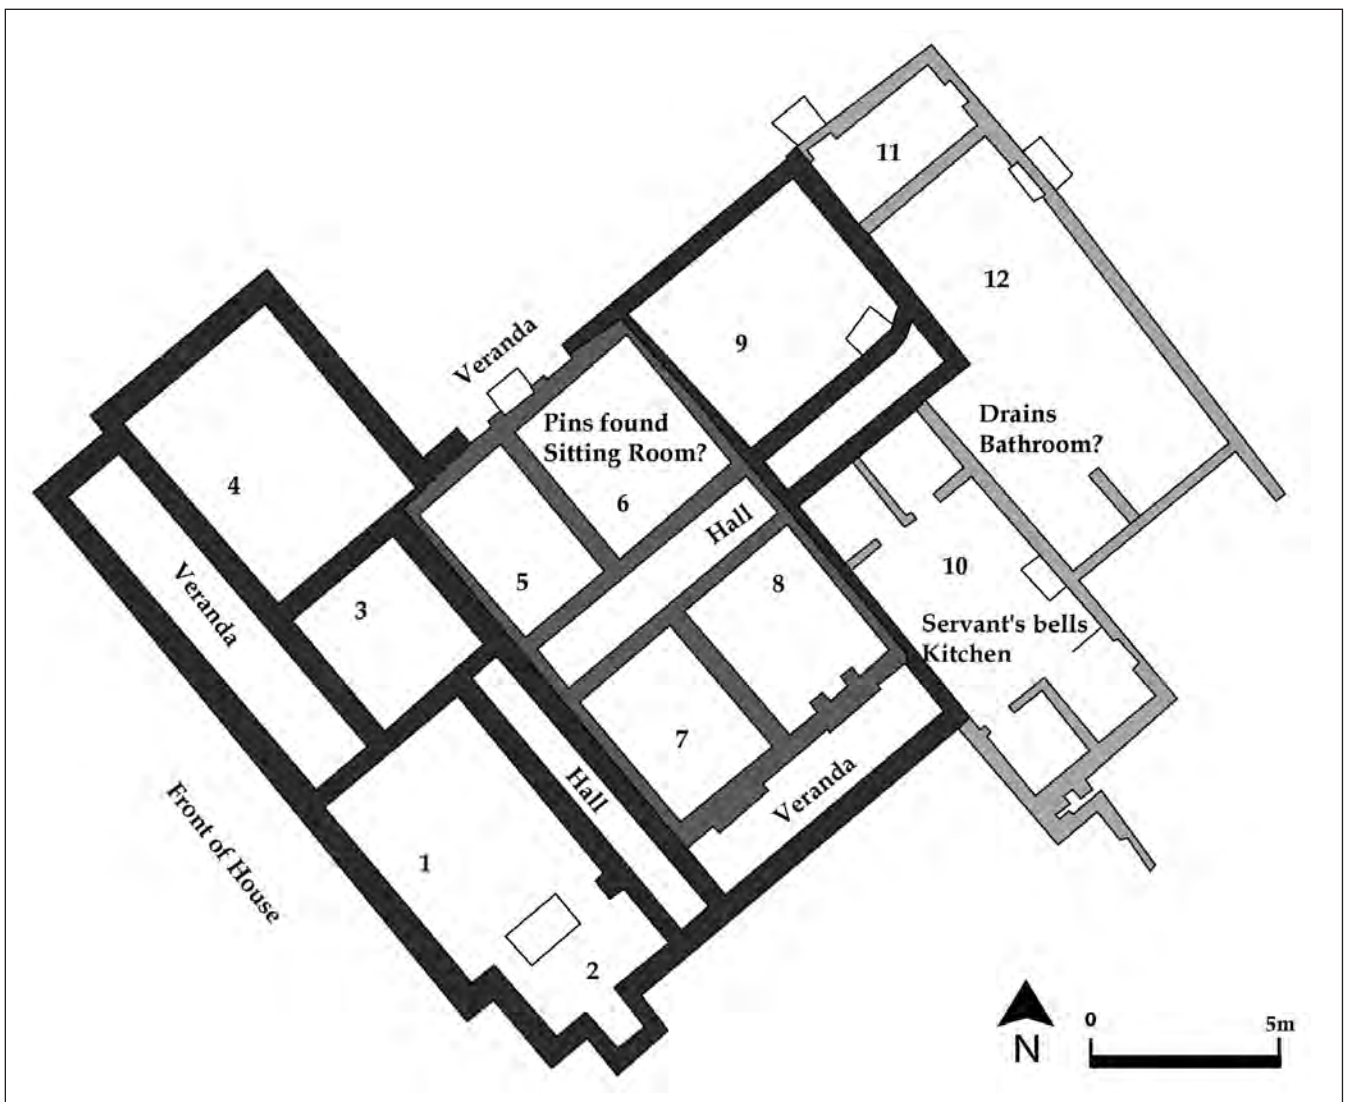 11
12
9
Veranda
Pins found
Sitting Room?
6
Drains
Bathroom?
4
Hall
5
8
10
3
Veranda
Servant's bells
Kitchen
7
Hall
Veranda
Front of House
1
2
N
0 5m